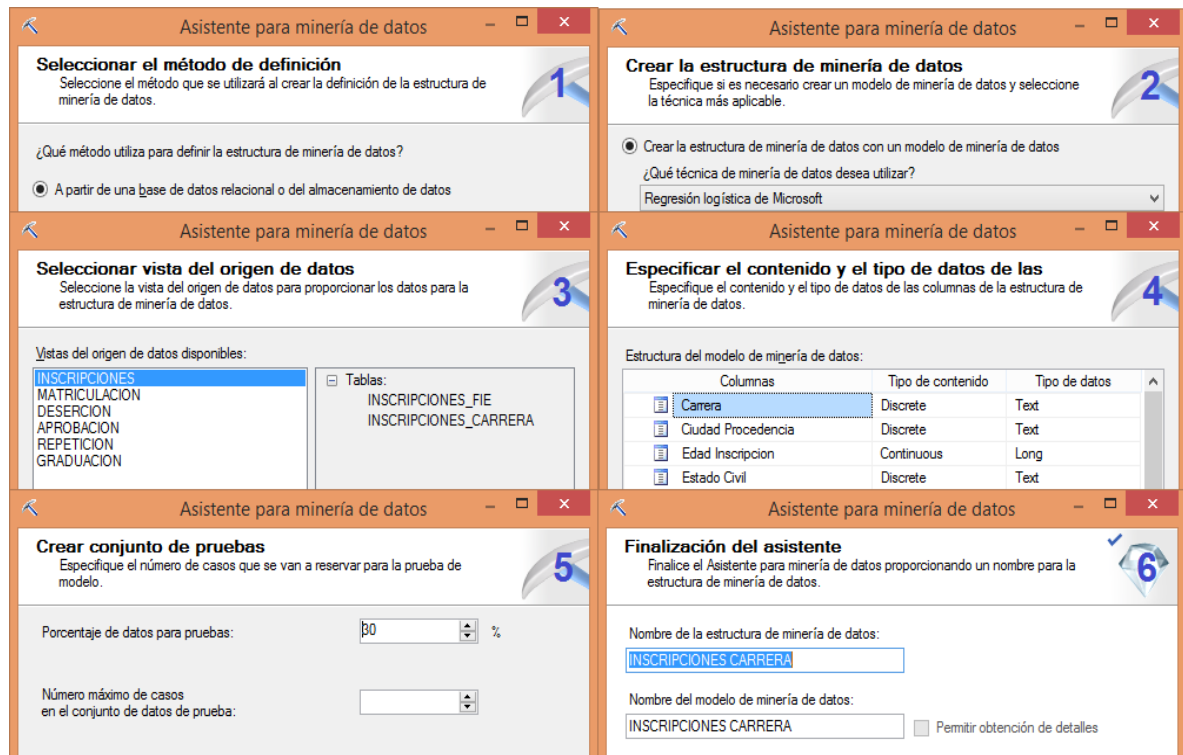 Asistente para minería de datos
Seleccionar el método de definición
Seleccione el método que se utilizará al crear la definición de la estructura de
minería de datos.
1
¿Qué método utiliza para definir la estructura de minería de datos?
A partir de una base de datos relacional o del almacenamiento de datos
Asistente para minería de datos
Crear la estructura de minería de datos
Especifique si es necesario crear un modelo de minería de datos y seleccione
la técnica más aplicable.
2
Crear la estructura de minería de datos con un modelo de minería de datos
¿Qué técnica de minería de datos desea utilizar?
Regresión logística de Microsoft
Asistente para minería de datos
Seleccionar vista del origen de datos
Seleccione la vista del origen de datos para proporcionar los datos para la
estructura de minería de datos.
3
Vistas del origen de datos disponibles:
INSCRIPCIONES
MATRICULACION
DESERCION
APROBACION
REPETICION
GRADUACION
Tablas:
INSCRIPCIONES_FIE
INSCRIPCIONES_CARRERA
Asistente para minería de datos
Especificar el contenido y el tipo de datos de las
Especifique el contenido y el tipo de datos de las columnas de la estructura de
minería de datos.
4
Estructura del modelo de minería de datos:
Columnas Tipo de contenido Tipo de datos
Carrera Discrete Text
Ciudad Procedencia Discrete Text
Edad Inscripcion Continuous Long
Estado Civil Discrete Text
Asistente para minería de datos
Crear conjunto de pruebas
Especifique el número de casos que se van a reservar para la prueba de
modelo.
5
Porcentaje de datos para pruebas: 30 %
Número máximo de casos
en el conjunto de datos de prueba:
Asistente para minería de datos
Finalización del asistente
Finalice el Asistente para minería de datos proporcionando un nombre para la
estructura de minería de datos.
6
Nombre de la estructura de minería de datos:
INSCRIPCIONES CARRERA
Nombre del modelo de minería de datos:
INSCRIPCIONES CARRERA Permitir obtención de detalles